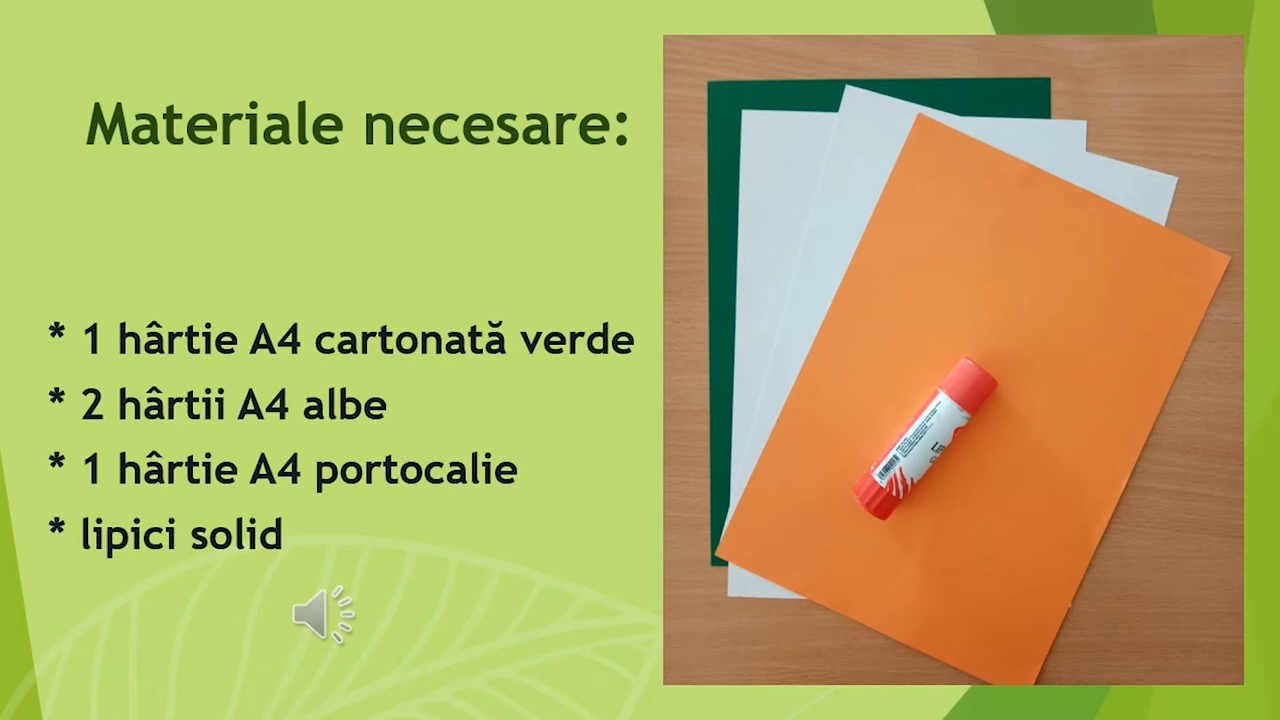 Materiale necesare:
* 1 hârtie A4 cartonată verde
* 2 hârtii A4 albe
* 1 hârtie A4 portocalie
* lipici solid